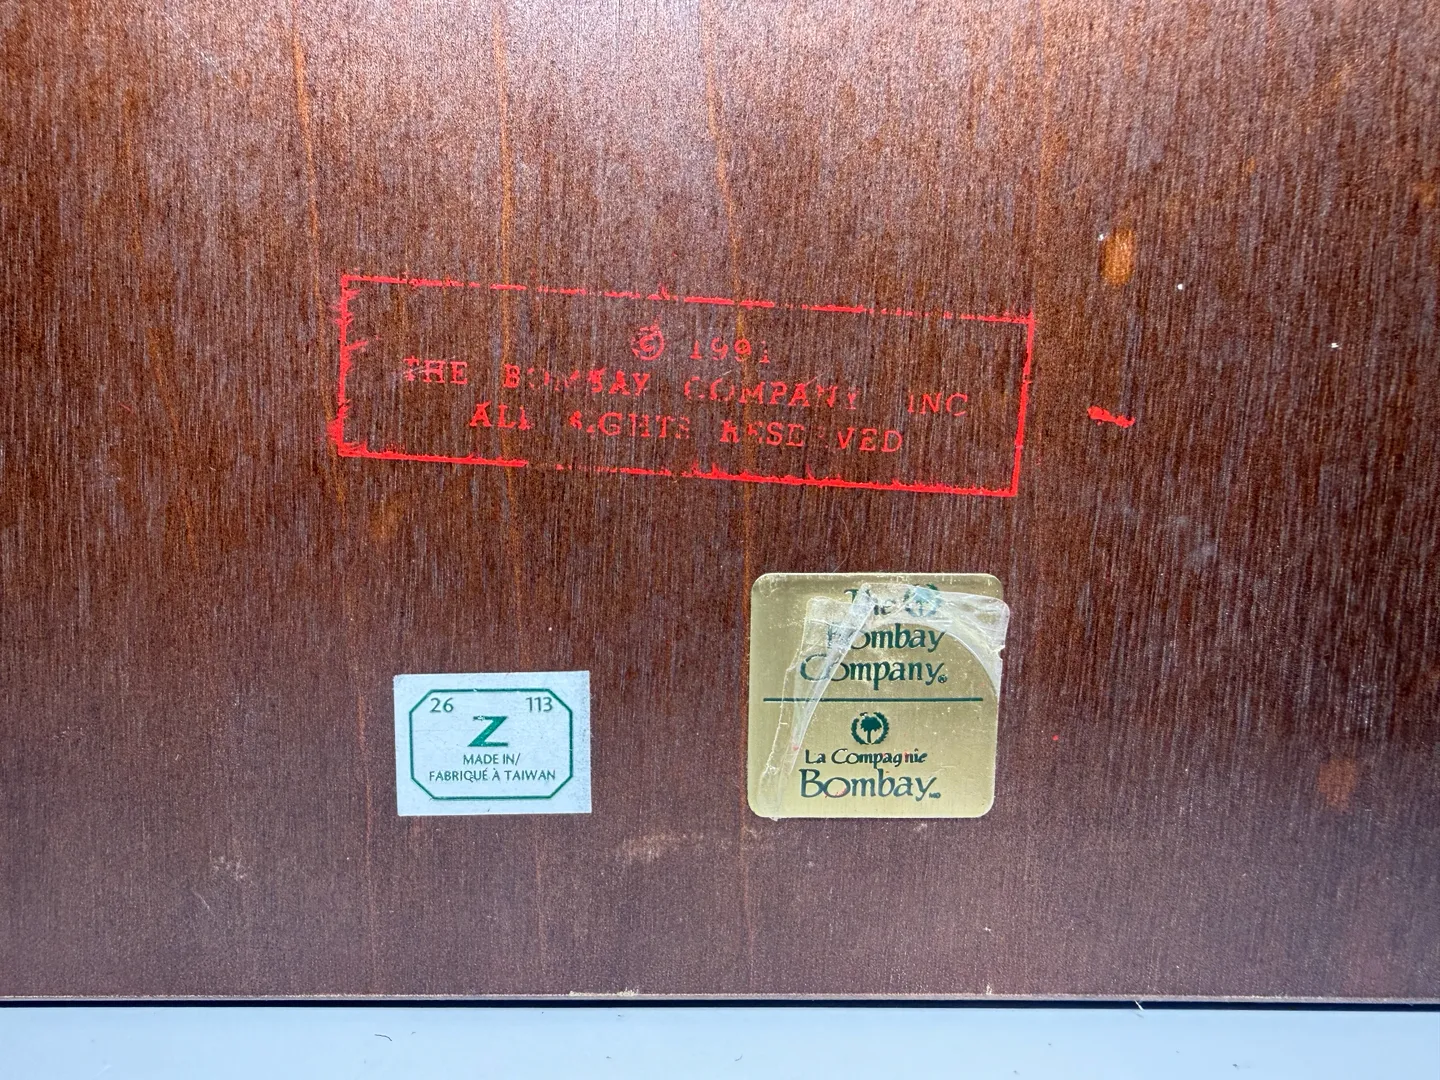 © 1991
THE BOMBAY COMPANY INC
ALL RIGHTS RESERVED
The
Bombay
Company®
La Compagnie
Bombay MD
26 113
Z
MADE IN/
FABRIQUÉ À TAIWAN